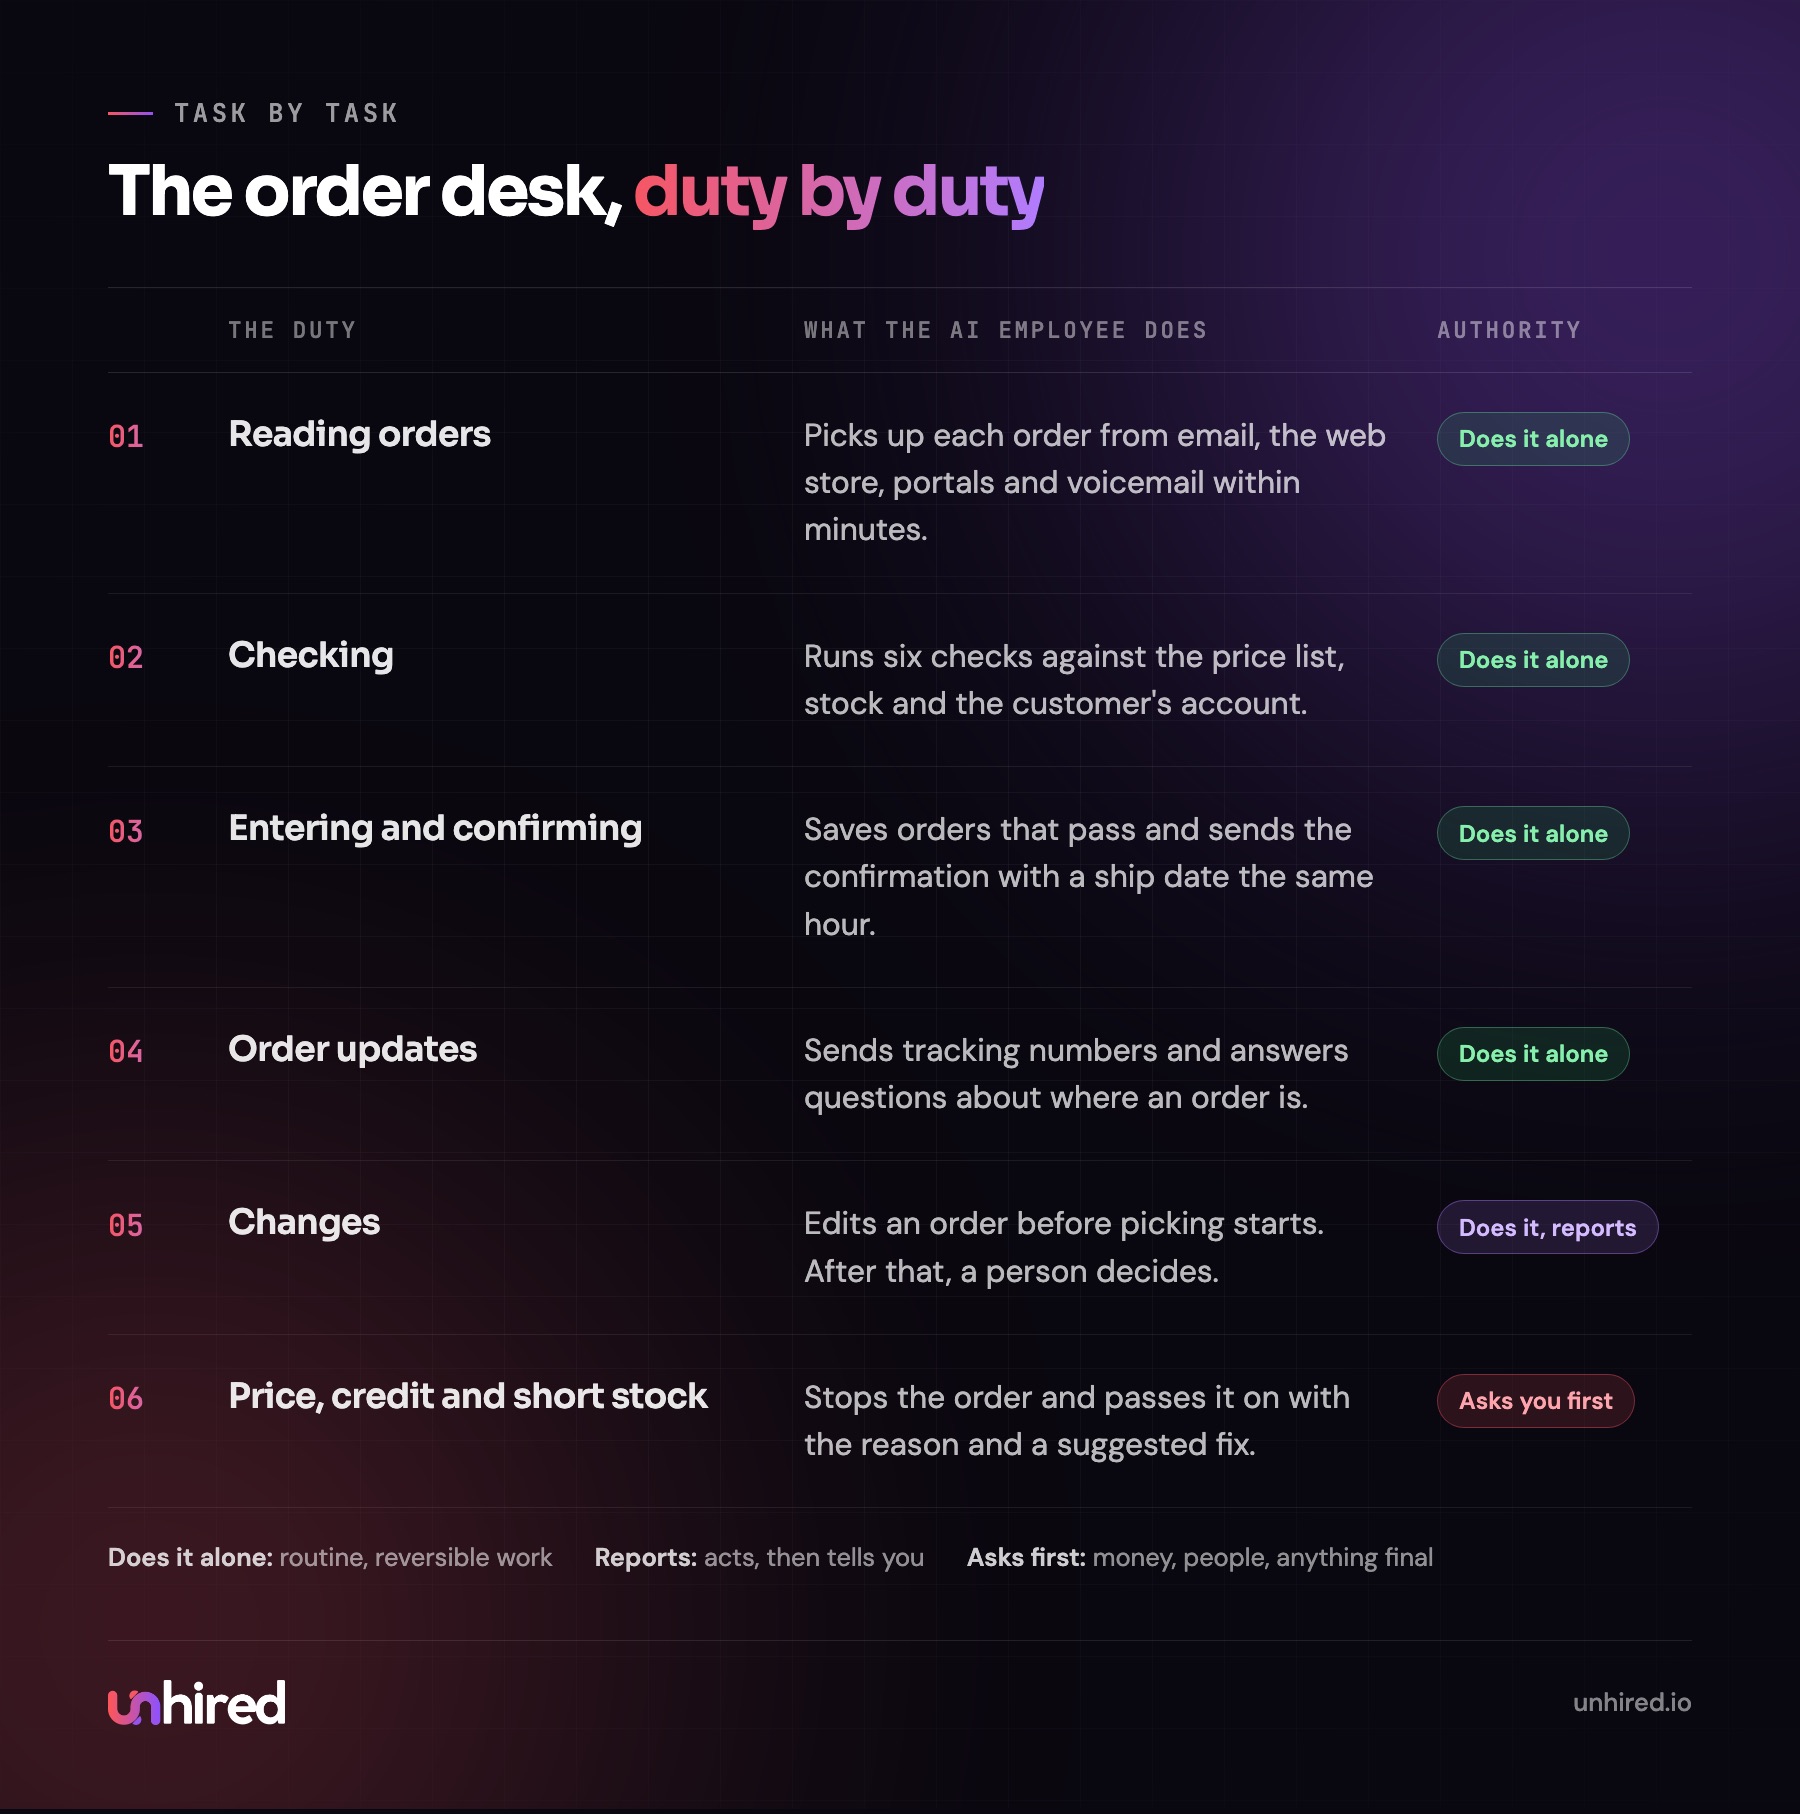 TASK BY TASK
The order desk, duty by duty
THE DUTY WHAT THE AI EMPLOYEE DOES AUTHORITY
01 Reading orders Picks up each order from email, the web Does it alone
store, portals and voicemail within
minutes.
02 Checking Runs six checks against the price list, Does it alone
stock and the customer's account.
03 Entering and confirming Saves orders that pass and sends the Does it alone
confirmation with a ship date the same
hour.
04 Order updates Sends tracking numbers and answers Does it alone
questions about where an order is.
05 Changes Edits an order before picking starts. Does it, reports
After that, a person decides.
06 Price, credit and short stock Stops the order and passes it on with Asks you first
the reason and a suggested fix.
Does it alone: routine, reversible work Reports: acts, then tells you Asks first: money, people, anything final
unhired unhired.io